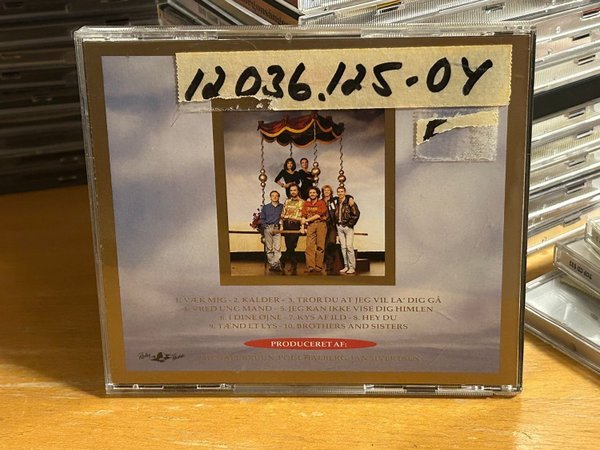 12036.125-04
1. VÆK MIG - 2. KALDER - 3. TROR DU AT JEG VIL LA' DIG GÅ
4. VRED UNG MAND - 5. JEG KAN IKKE VISE DIG HIMLEN
6. I DINE ØJNE - 7. KYS AF ILD - 8. HEY DU
9. TÆND ET LYS - 10. BROTHERS AND SISTERS
PRODUCERET AF: